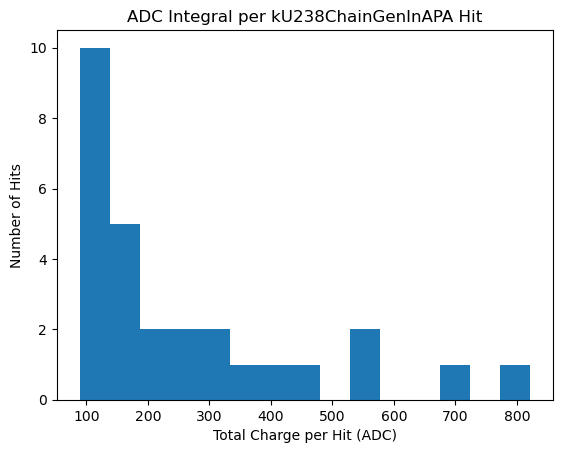 ADC Integral per kU238ChainGenInAPA Hit
10
8
6
4
2
0
Number of Hits
100 200 300 400 500 600 700 800
Total Charge per Hit (ADC)